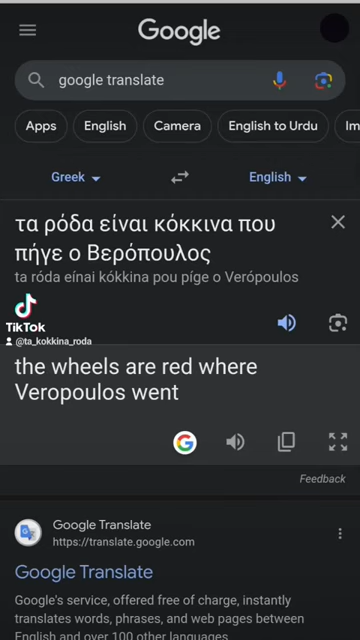 Google
google translate
Apps
English
Camera
English to Urdu
Im
Greek
English
τα ρόδα είναι κόκκινα που
πήγε ο Βερόπουλος
ta róda eínai kókkina pou píge o Verópoulos
TikTok
@ta_kokkina_roda
the wheels are red where
Veropoulos went
Feedback
Google Translate
https://translate.google.com
Google Translate
Google's service, offered free of charge, instantly
translates words, phrases, and web pages between
English and over 100 other languages.